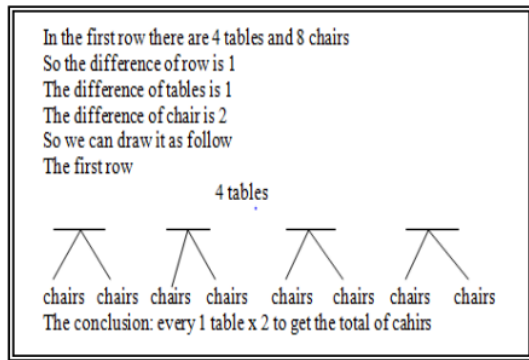 In the first row there are 4 tables and 8 chairs
So the difference of row is 1
The difference of tables is 1
The difference of chair is 2
So we can draw it as follow
The first row
4 tables
chairs chairs chairs chairs chairs chairs chairs chairs
The conclusion: every 1 table x 2 to get the total of cahirs